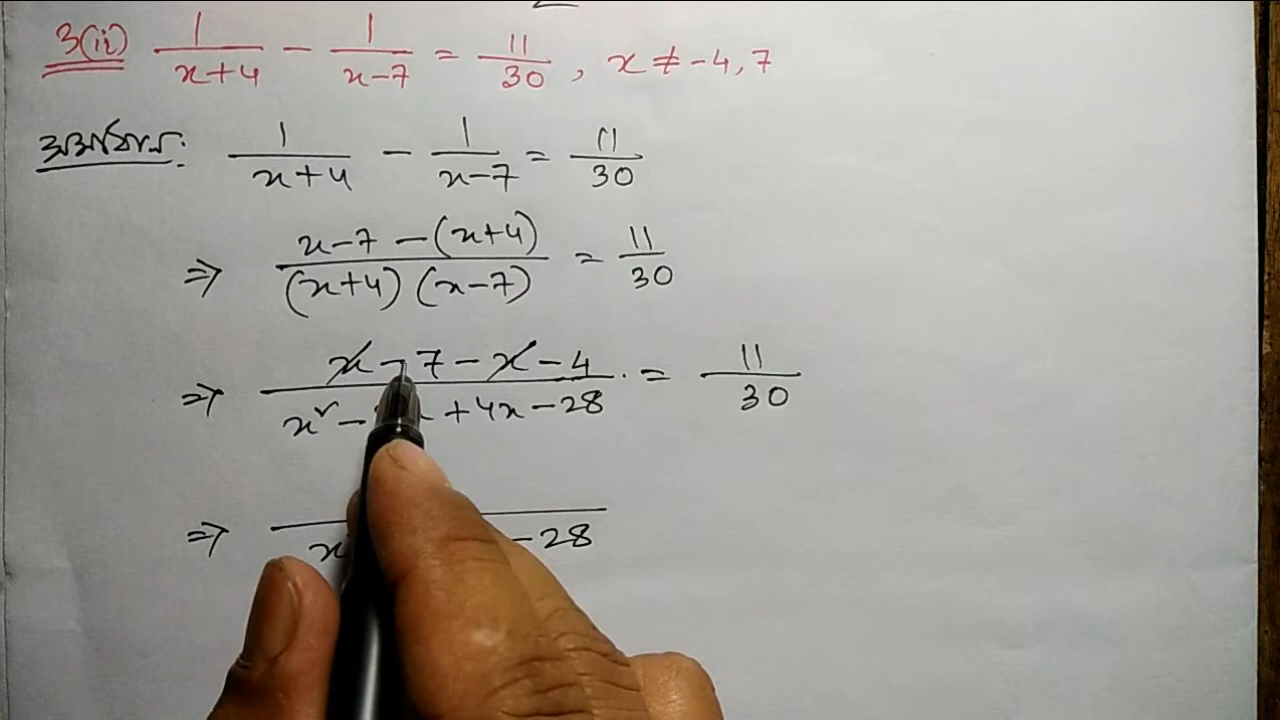 3(ii) 1/(x+4) - 1/(x-7) = 11/30, x ≠ -4, 7
সমাধান: 1/(x+4) - 1/(x-7) = 11/30
⇒ (x-7-(x+4))/((x+4)(x-7)) = 11/30
⇒ (x-7-x-4)/(x²- +4x-28) = 11/30
⇒ x -28